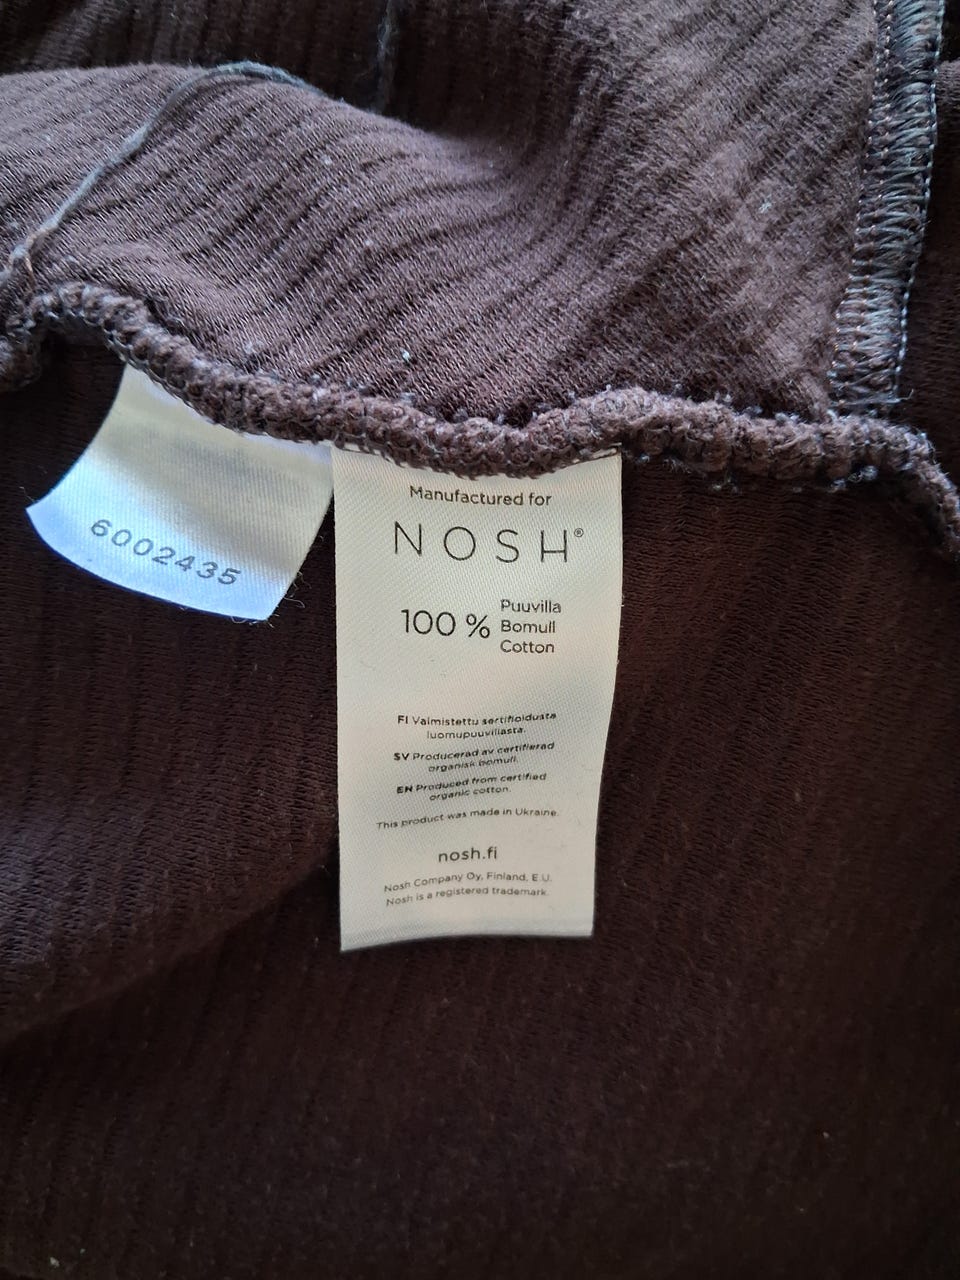 6002435
Manufactured for
NOSH®
100 % Puuvilla
Bomull
Cotton
FI Valmistettu sertifioidusta
luomupuuvillasta.
SV Producerad av certifierad
organisk bomull.
EN Produced from certified
organic cotton.
This product was made in Ukraine.
nosh.fi
Nosh Company Oy, Finland, E.U.
Nosh is a registered trademark.